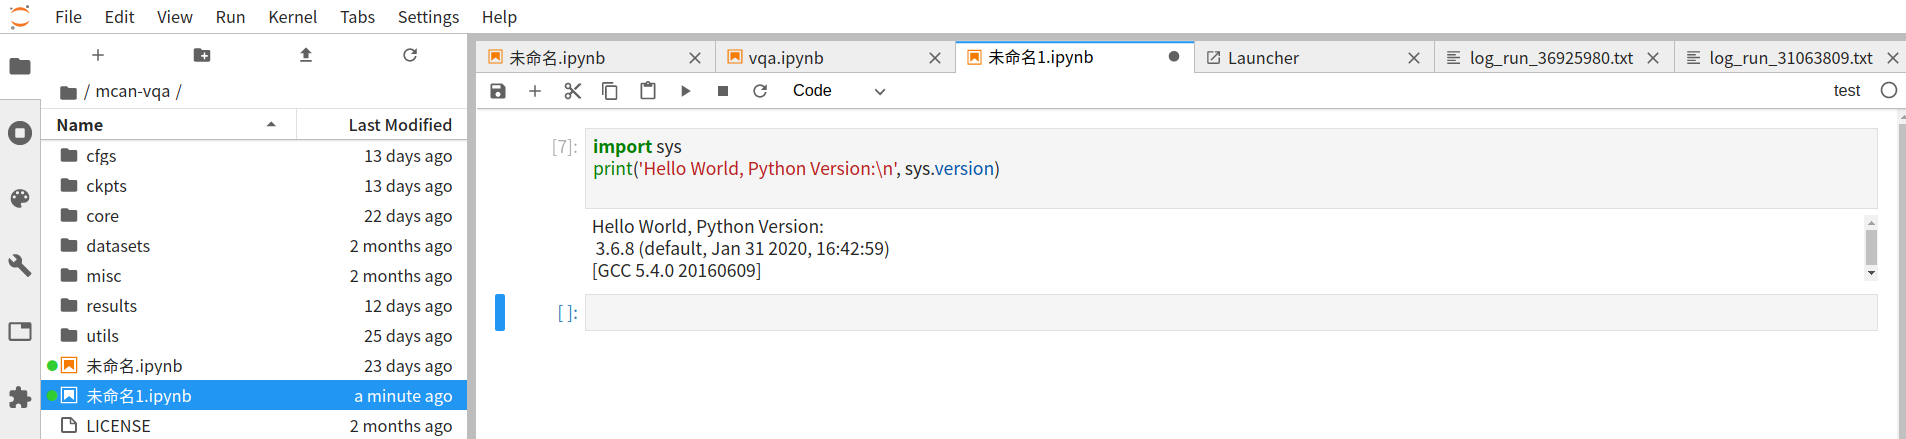 File Edit View Run Kernel Tabs Settings Help
/ mcan-vqa /
Name Last Modified
cfgs 13 days ago
ckpts 13 days ago
core 22 days ago
datasets 2 months ago
misc 2 months ago
results 12 days ago
utils 25 days ago
未命名.ipynb 23 days ago
未命名1.ipynb a minute ago
LICENSE 2 months ago
未命名.ipynb vqa.ipynb 未命名1.ipynb Launcher log_run_36925980.txt log_run_31063809.txt
Code test
[7]: import sys
print('Hello World, Python Version:\n', sys.version)
Hello World, Python Version:
3.6.8 (default, Jan 31 2020, 16:42:59)
[GCC 5.4.0 20160609]
[ ]: